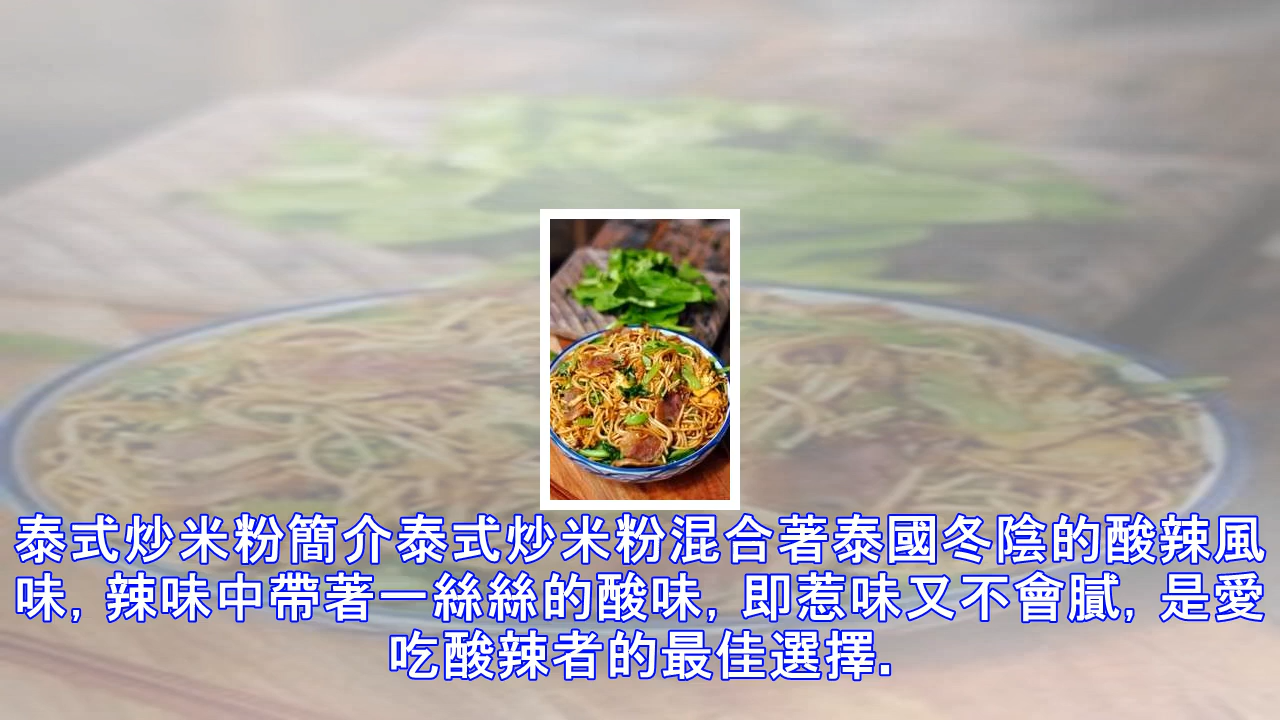 泰式炒米粉簡介泰式炒米粉混合著泰國冬陰的酸辣風
味, 辣味中帶著一絲絲的酸味, 即惹味又不會膩, 是愛
吃酸辣者的最佳選擇.